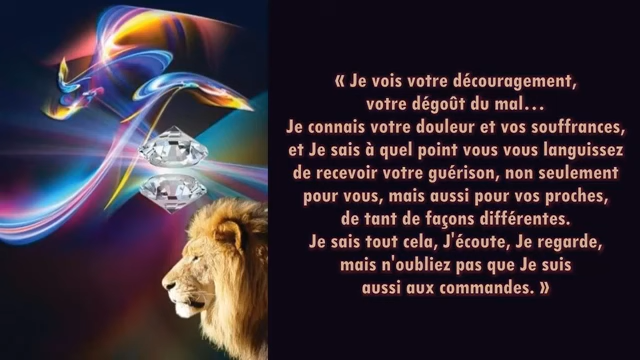 « Je vois votre découragement,
votre dégoût du mal...
Je connais votre douleur et vos souffrances,
et Je sais à quel point vous vous languissez
de recevoir votre guérison, non seulement
pour vous, mais aussi pour vos proches,
de tant de façons différentes.
Je sais tout cela, J'écoute, Je regarde,
mais n'oubliez pas que Je suis
aussi aux commandes. »